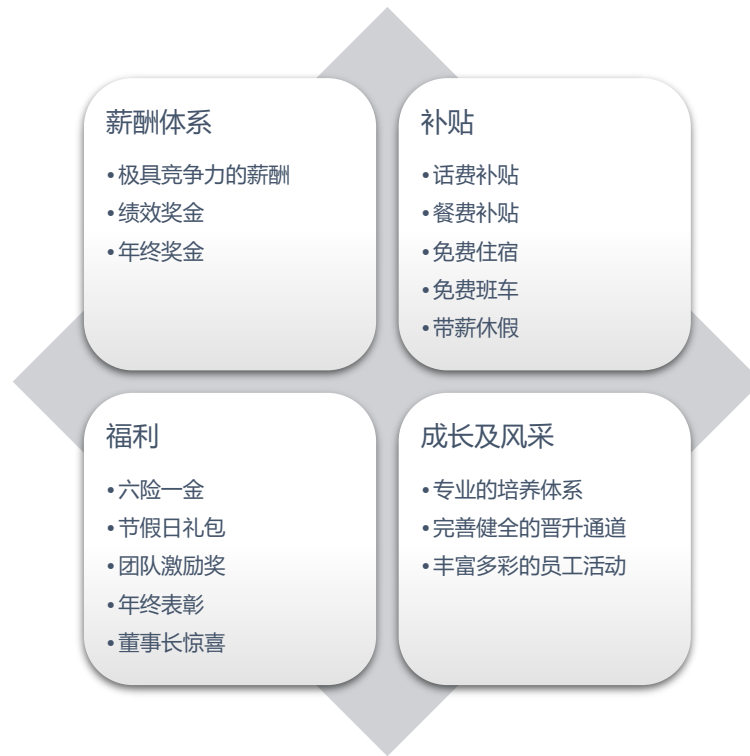 薪酬体系
•极具竞争力的薪酬
•绩效奖金
•年终奖金
补贴
•话费补贴
•餐费补贴
•免费住宿
•免费班车
•带薪休假
福利
•六险一金
•节假日礼包
•团队激励奖
•年终表彰
•董事长惊喜
成长及风采
•专业的培养体系
•完善健全的晋升通道
•丰富多彩的员工活动